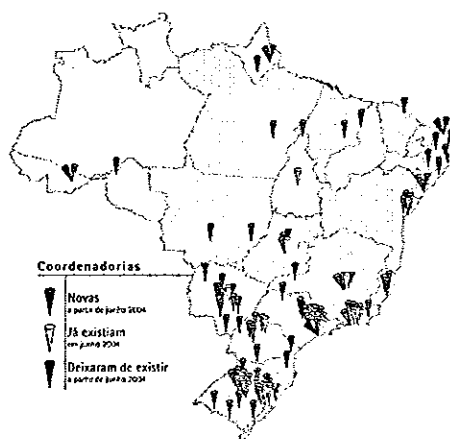 Coordenadorias
Novas
a partir de junho 2004
Já existiam
em junho 2004
Deixaram de existir
a partir de junho 2004